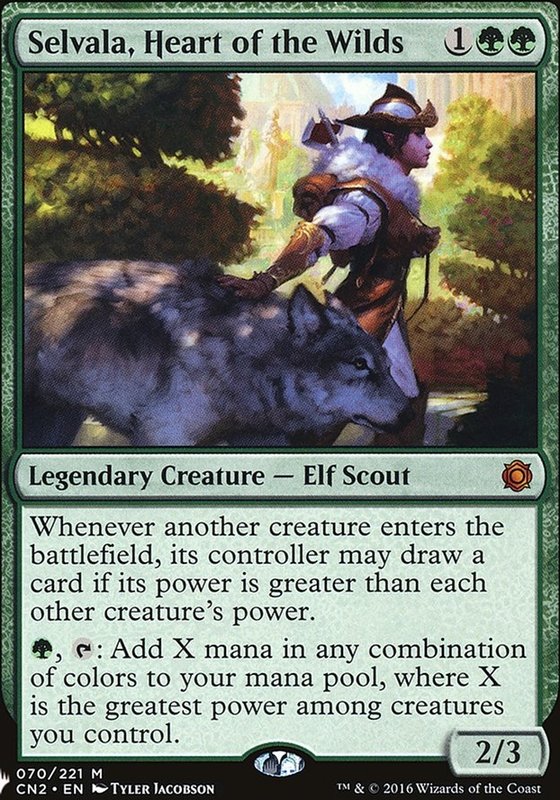 Selvala, Heart of the Wilds 1
Legendary Creature — Elf Scout
Whenever another creature enters the
battlefield, its controller may draw a
card if its power is greater than each
other creature's power.
, : Add X mana in any combination
of colors to your mana pool, where X
is the greatest power among creatures
you control.
2/3
070/221 M
CN2 • EN Tyler Jacobson
™ & © 2016 Wizards of the Coast